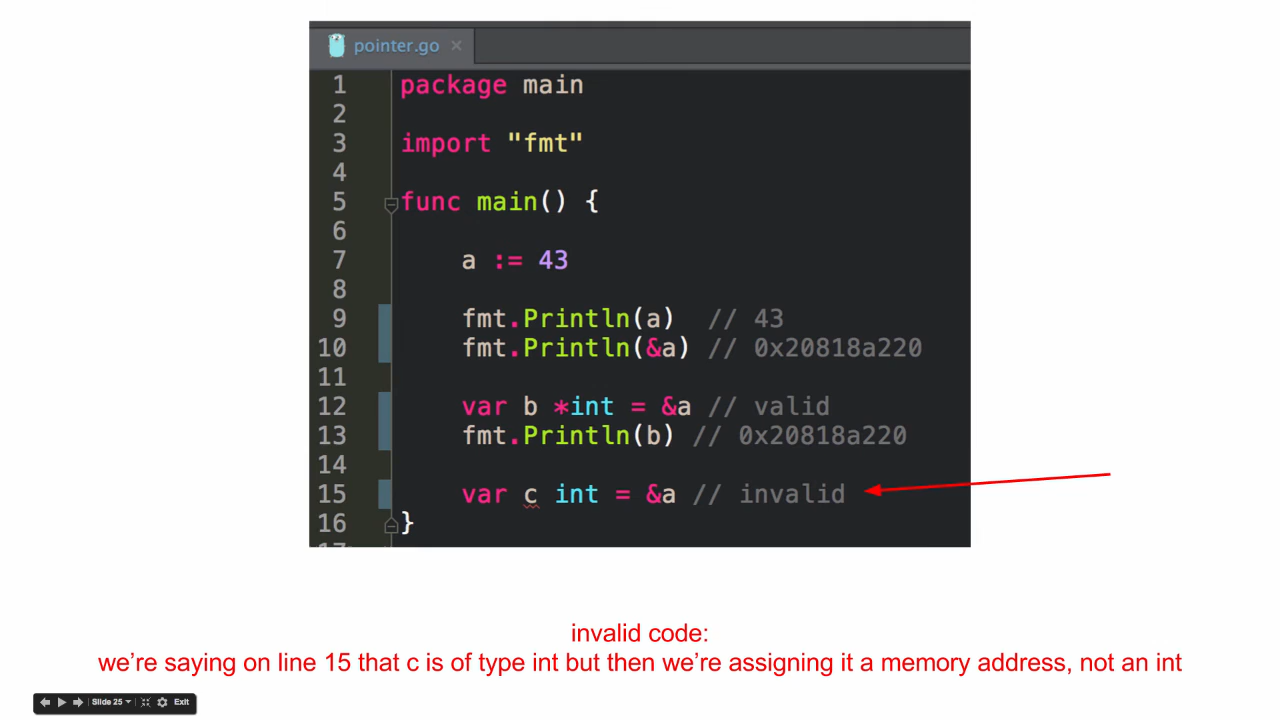 pointer.go
1 package main
2
3 import "fmt"
4
5 func main() {
6
7 a := 43
8
9 fmt.Println(a) // 43
10 fmt.Println(&a) // 0x20818a220
11
12 var b *int = &a // valid
13 fmt.Println(b) // 0x20818a220
14
15 var c int = &a // invalid
16 }
invalid code:
we’re saying on line 15 that c is of type int but then we’re assigning it a memory address, not an int
Slide 25 Exit